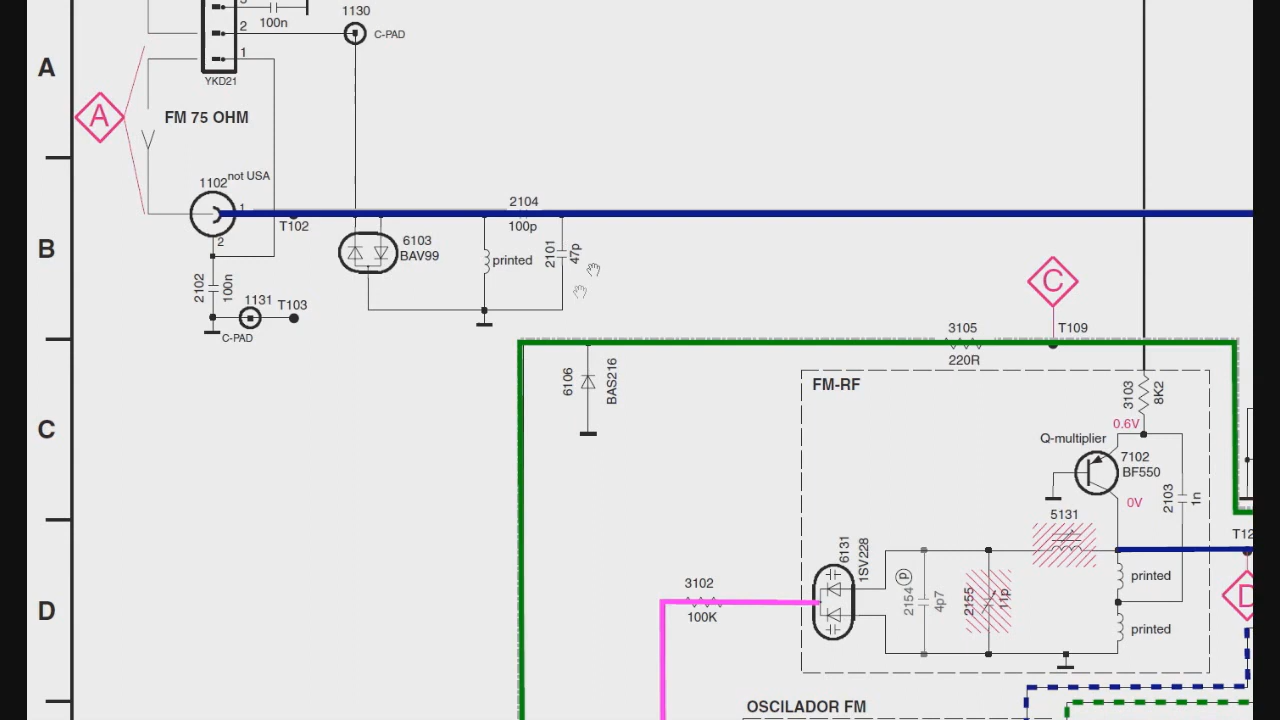 100n
2
1
YKD21
1130
C-PAD
A
A
FM 75 OHM
1102
not USA
1
2
T102
2104
100p
B
6103
BAV99
printed
2101
47p
2102
100n
1131
T103
C-PAD
C
T109
3105
220R
6106
BAS216
FM-RF
3103
8K2
0.6V
C
Q-multiplier
7102
BF550
0V
2103
1n
5131
T12
6131
1SV228
P
2154
4p7
2155
11p
printed
D
D
3102
100K
printed
OSCILADOR FM